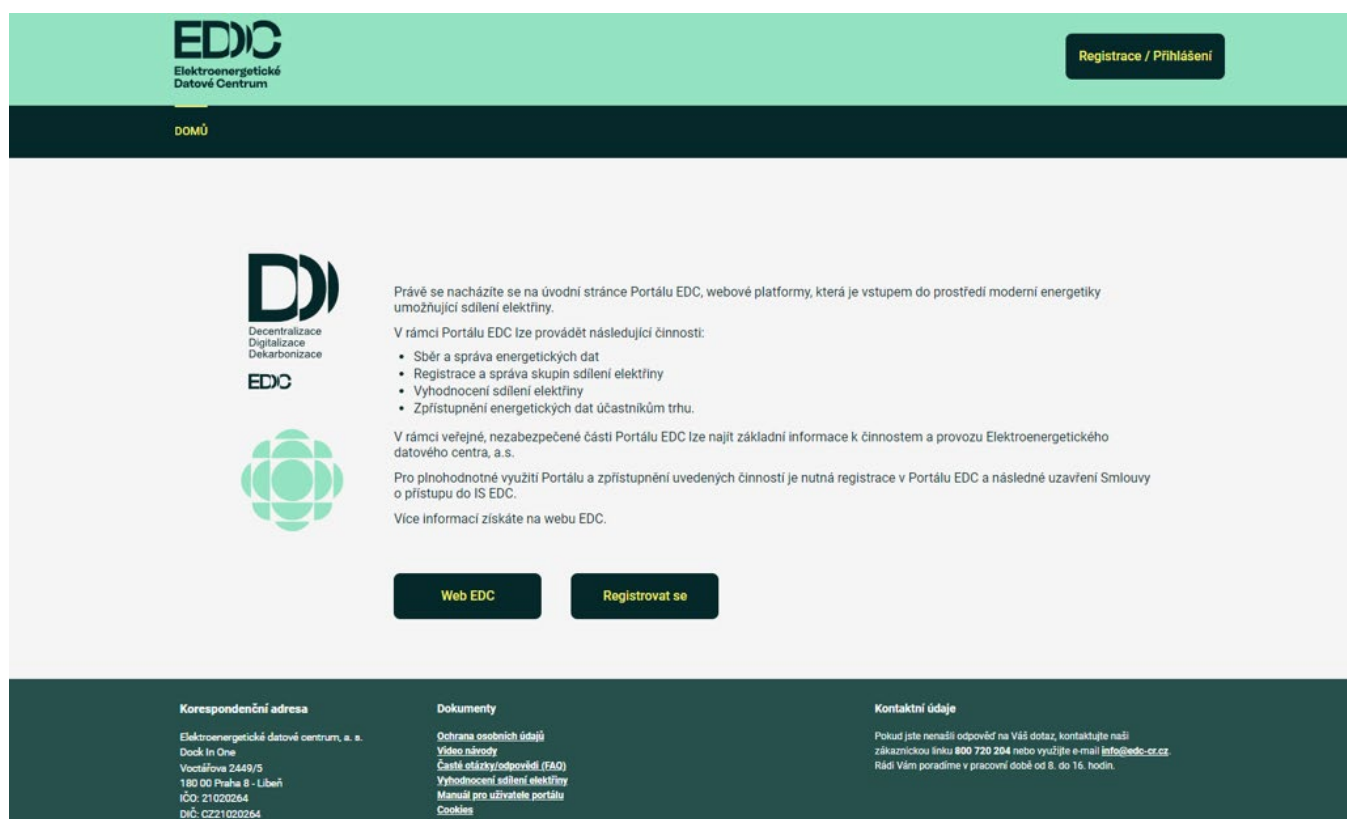 EDC
Elektroenergetické
Datové Centrum
Registrace / Přihlášení
DOMŮ
D
Decentralizace
Digitalizace
Dekarbonizace
EDC
Právě se nacházíte se na úvodní stránce Portálu EDC, webové platformy, která je vstupem do prostředí moderní energetiky
umožňující sdílení elektřiny.
V rámci Portálu EDC lze provádět následující činnosti:
• Sběr a správa energetických dat
• Registrace a správa skupin sdílení elektřiny
• Vyhodnocení sdílení elektřiny
• Zpřístupnění energetických dat účastníkům trhu.
V rámci veřejné, nezabezpečené části Portálu EDC lze najít základní informace k činnostem a provozu Elektroenergetického
datového centra, a.s.
Pro plnohodnotné využití Portálu a zpřístupnění uvedených činností je nutná registrace v Portálu EDC a následné uzavření Smlouvy
o přístupu do IS EDC.
Více informací získáte na webu EDC.
Web EDC
Registrovat se
Korespondenční adresa
Elektroenergetické datové centrum, a. s.
Dock In One
Voctářova 2449/5
180 00 Praha 8 - Libeň
IČO: 21020264
DIČ: CZ21020264
Dokumenty
Ochrana osobních údajů
Video návody
Časté otázky/odpovědi (FAQ)
Vyhodnocení sdílení elektřiny
Manuál pro uživatele portálu
Cookies
Kontaktní údaje
Pokud jste nenašli odpověď na Váš dotaz, kontaktujte naši
zákaznickou linku 800 720 204 nebo využijte e-mail info@edc-cr.cz.
Rádi Vám poradíme v pracovní době od 8. do 16. hodin.